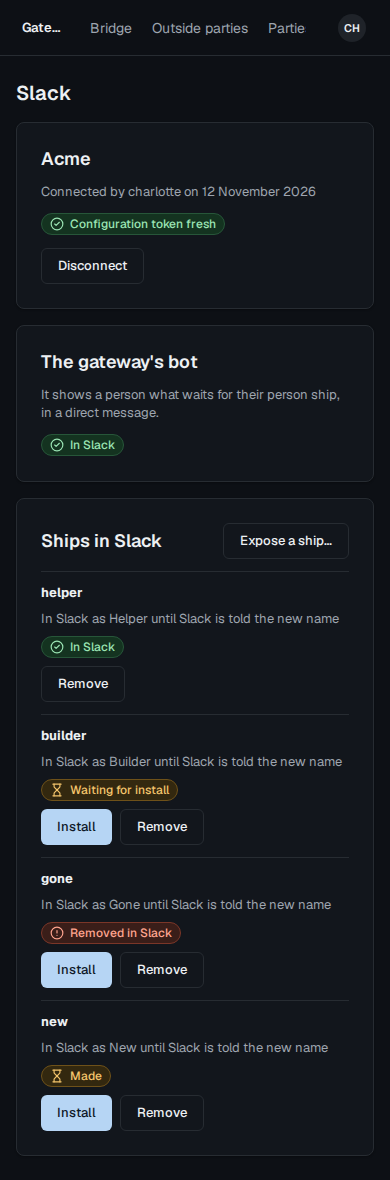 Gate...
Bridge
Outside parties
Partie
CH
Slack
Acme
Connected by charlotte on 12 November 2026
Configuration token fresh
Disconnect
The gateway's bot
It shows a person what waits for their person ship,
in a direct message.
In Slack
Ships in Slack
Expose a ship...
helper
In Slack as Helper until Slack is told the new name
In Slack
Remove
builder
In Slack as Builder until Slack is told the new name
Waiting for install
Install
Remove
gone
In Slack as Gone until Slack is told the new name
Removed in Slack
Install
Remove
new
In Slack as New until Slack is told the new name
Made
Install
Remove